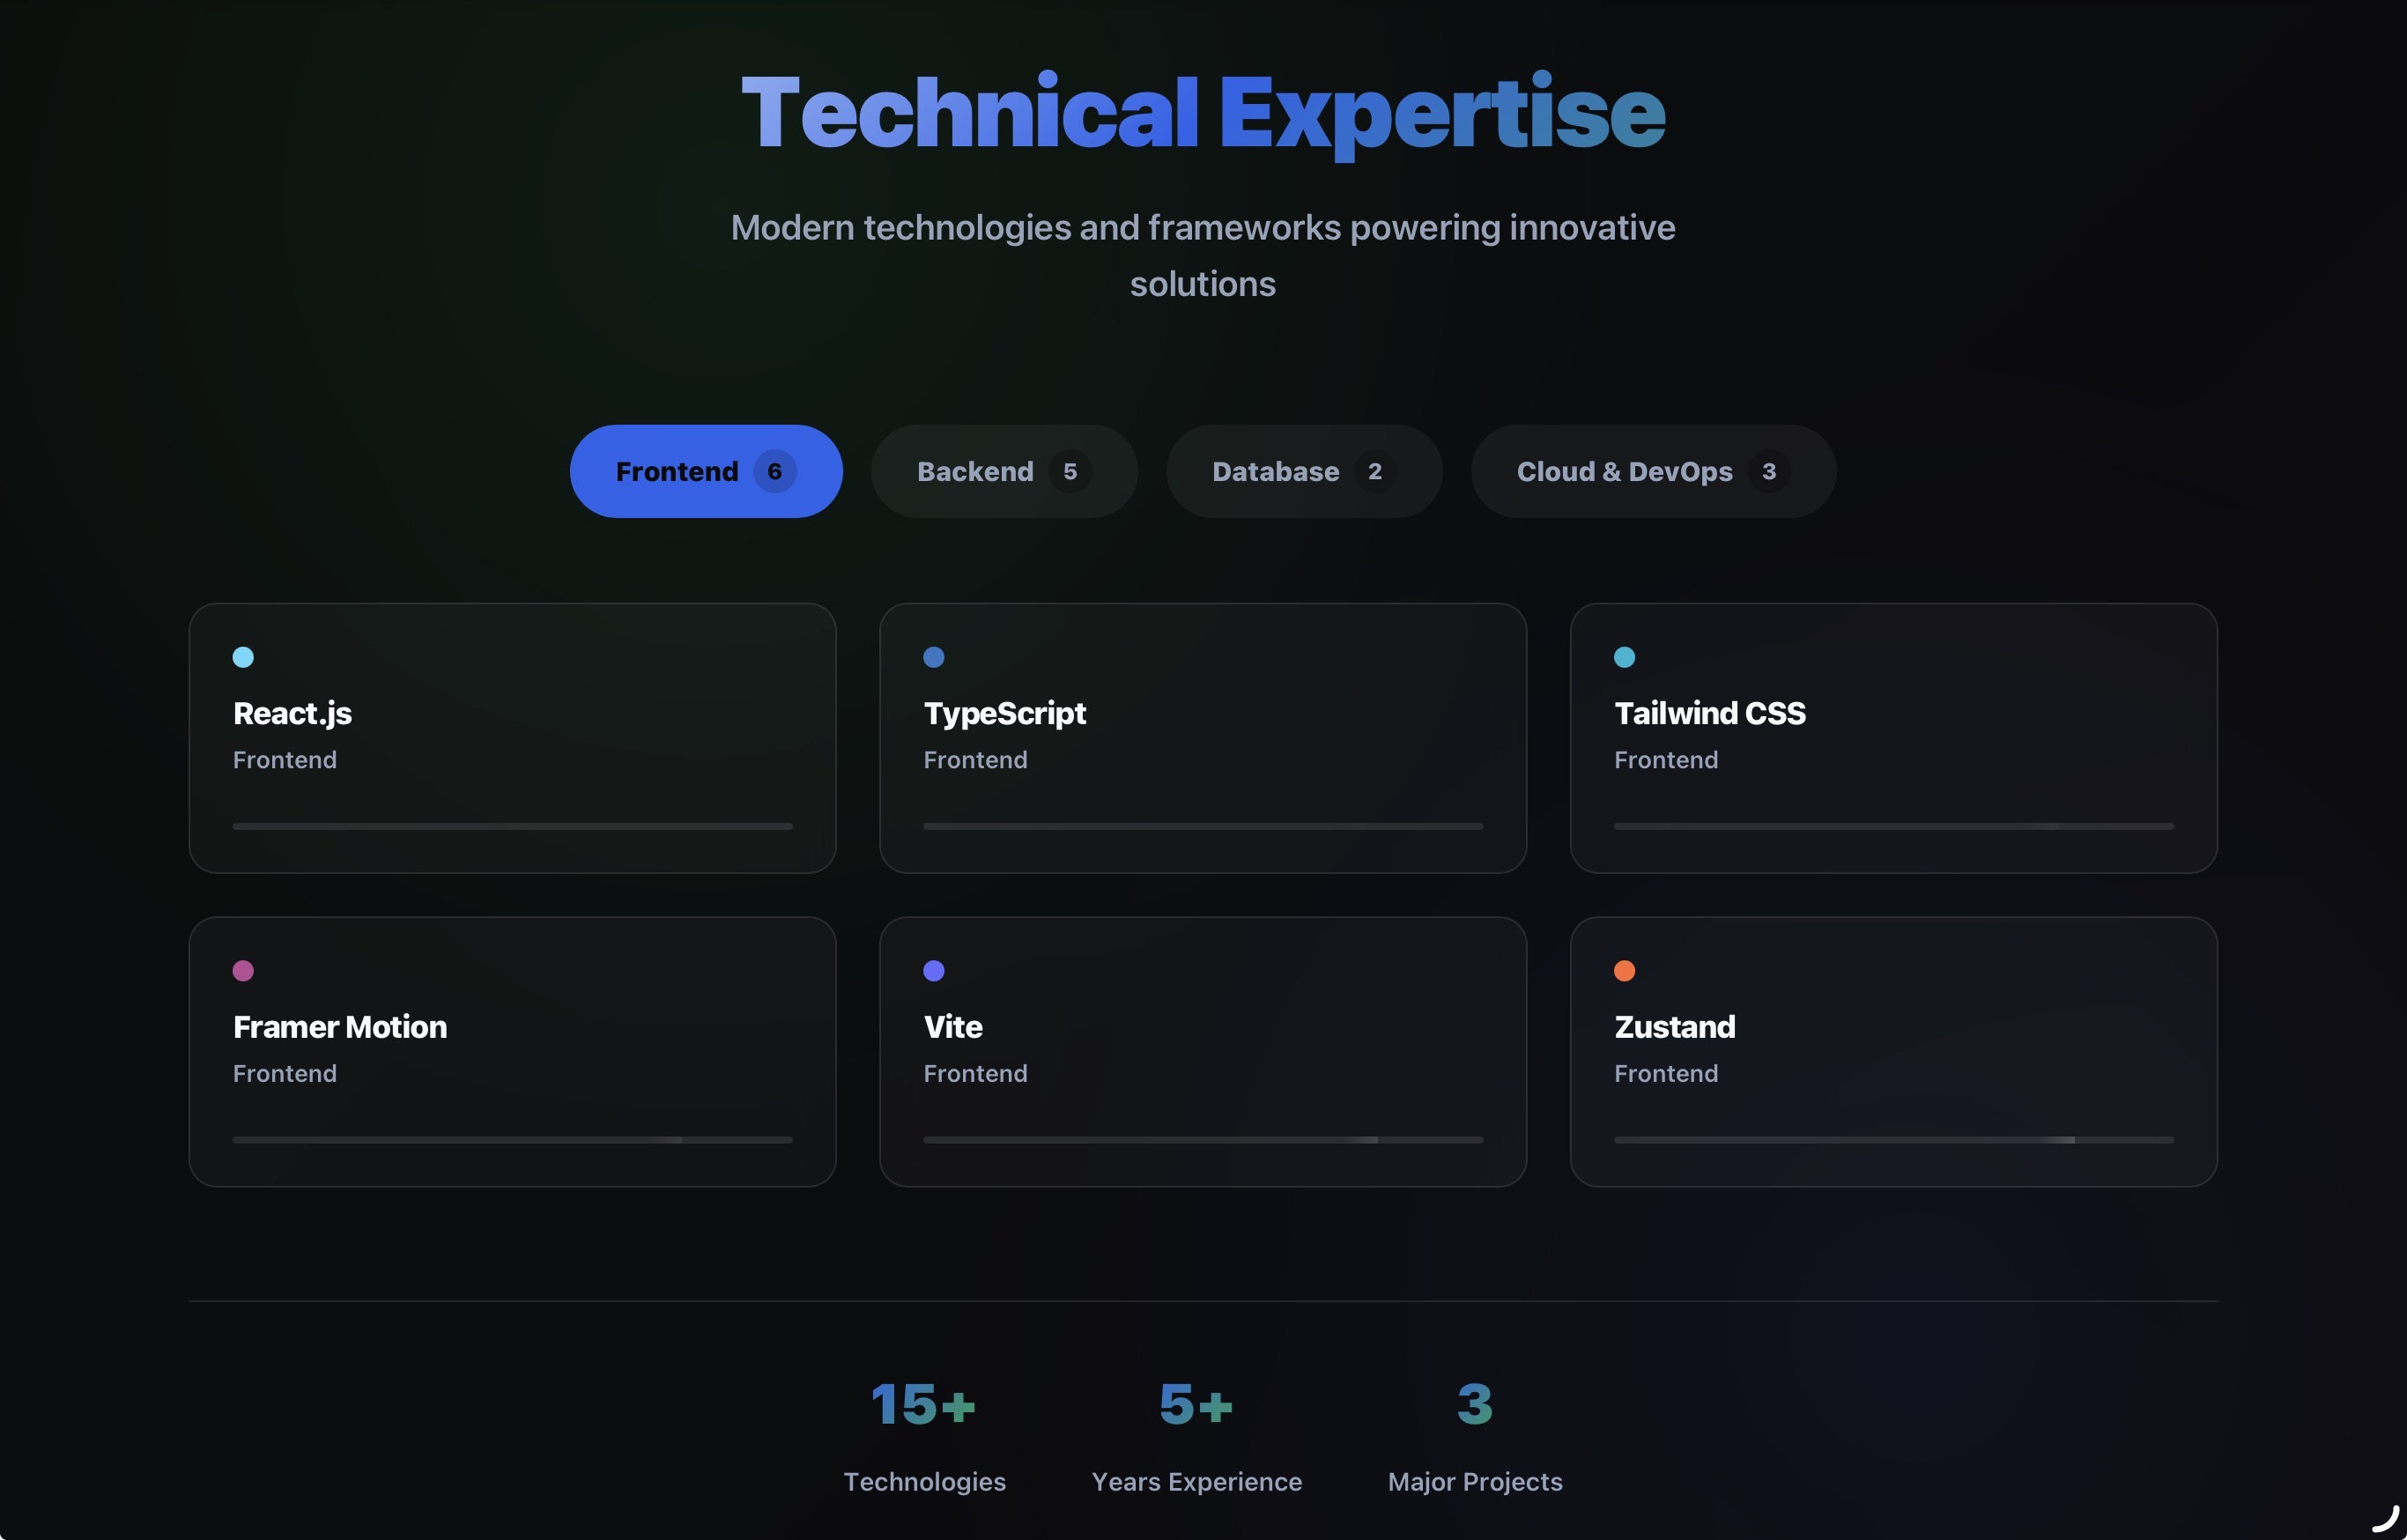 Technical Expertise
Modern technologies and frameworks powering innovative
solutions
Frontend 6 Backend 5 Database 2 Cloud & DevOps 3
React.js
Frontend
TypeScript
Frontend
Tailwind CSS
Frontend
Framer Motion
Frontend
Vite
Frontend
Zustand
Frontend
15+
Technologies
5+
Years Experience
3
Major Projects